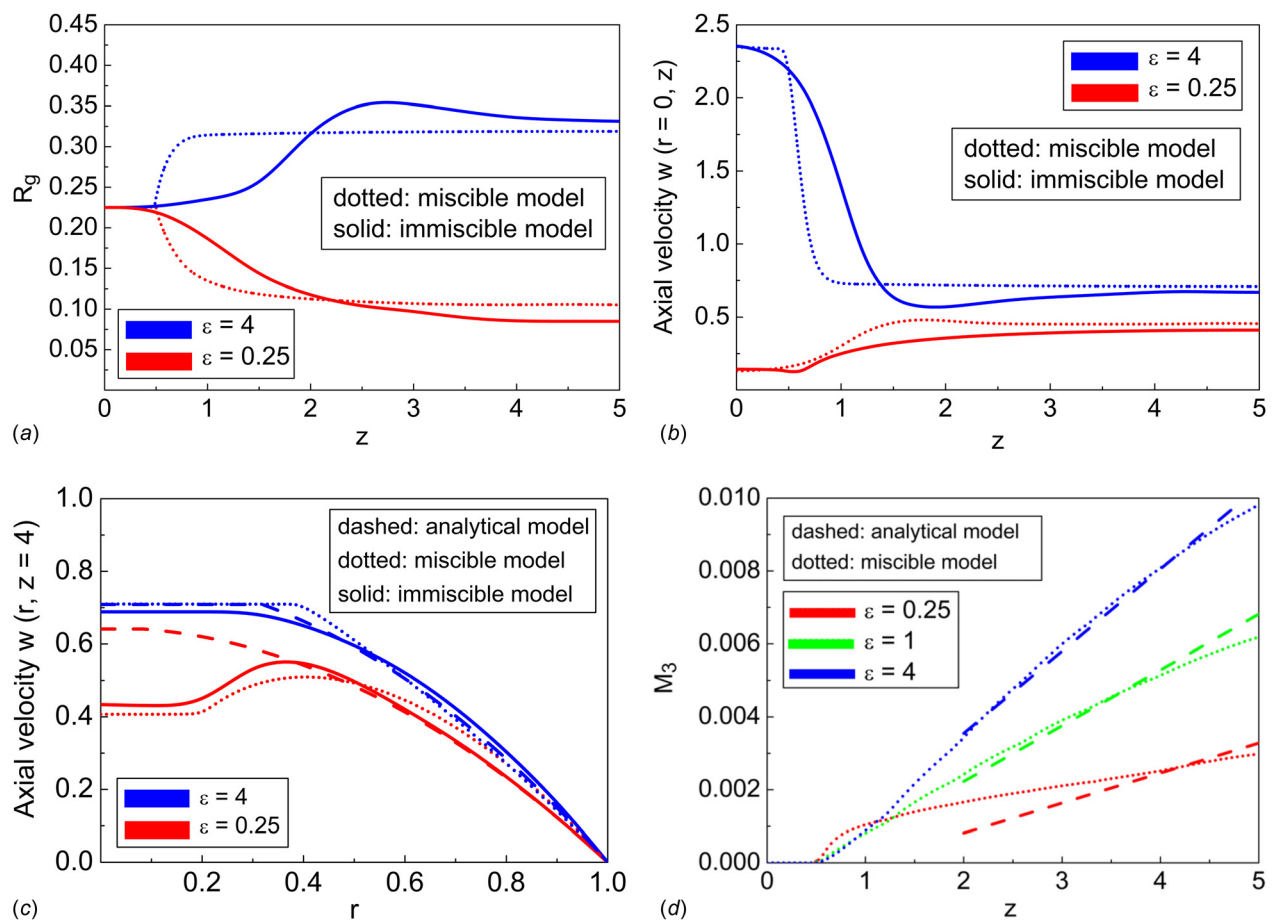 0.45
0.40
0.35
0.30
0.25
0.20
0.15
0.10
0.05
R_g
dotted: miscible model
solid: immiscible model
ε = 4
ε = 0.25
0 1 2 3 4 5
z
(a)
2.5
2.0
1.5
1.0
0.5
Axial velocity w (r = 0, z)
ε = 4
ε = 0.25
dotted: miscible model
solid: immiscible model
0 1 2 3 4 5
z
(b)
1.0
0.8
0.6
0.4
0.2
0.0
Axial velocity w (r, z = 4)
dashed: analytical model
dotted: miscible model
solid: immiscible model
ε = 4
ε = 0.25
0.2 0.4 0.6 0.8 1.0
r
(c)
0.010
0.008
0.006
0.004
0.002
0.000
M_3
dashed: analytical model
dotted: miscible model
ε = 0.25
ε = 1
ε = 4
0 1 2 3 4 5
z
(d)